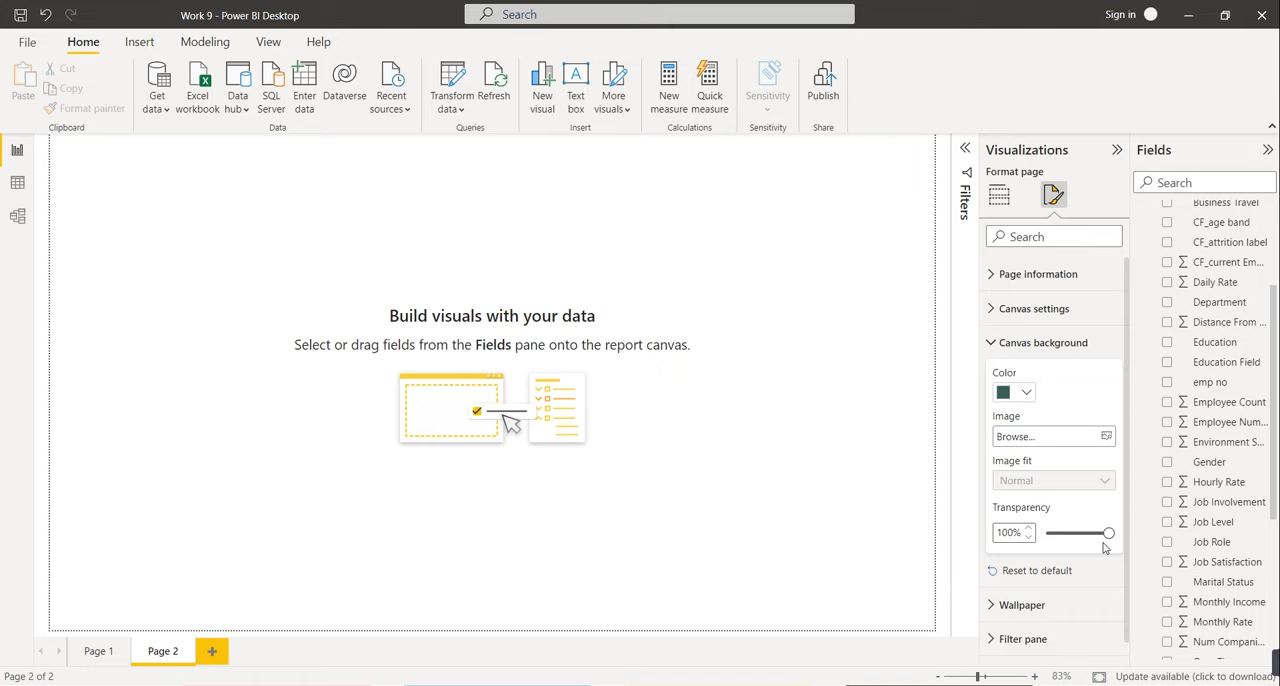 Work 9 - Power BI Desktop
Search
Sign in
File
Home
Insert
Modeling
View
Help
Paste
Cut
Copy
Format painter
Clipboard
Get data
Excel workbook
Data hub
SQL Server
Enter data
Dataverse
Recent sources
Data
Transform data
Refresh
Queries
New visual
Text box
More visuals
Insert
New measure
Quick measure
Calculations
Sensitivity
Sensitivity
Publish
Share
Build visuals with your data
Select or drag fields from the Fields pane onto the report canvas.
Filters
Visualizations
Format page
Search
Page information
Canvas settings
Canvas background
Color
Image
Browse...
Image fit
Normal
Transparency
100%
Reset to default
Wallpaper
Filter pane
Fields
Search
Business Travel
CF_age band
CF_attrition label
CF_current Em...
Daily Rate
Department
Distance From ...
Education
Education Field
emp no
Employee Count
Employee Num...
Environment S...
Gender
Hourly Rate
Job Involvement
Job Level
Job Role
Job Satisfaction
Marital Status
Monthly Income
Monthly Rate
Num Compani...
Page 1
Page 2
Page 2 of 2
83%
Update available (click to download)